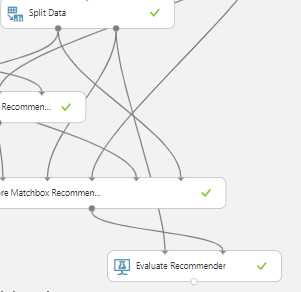 Split Data
Recommen...
re Matchbox Recommen...
Evaluate Recommender